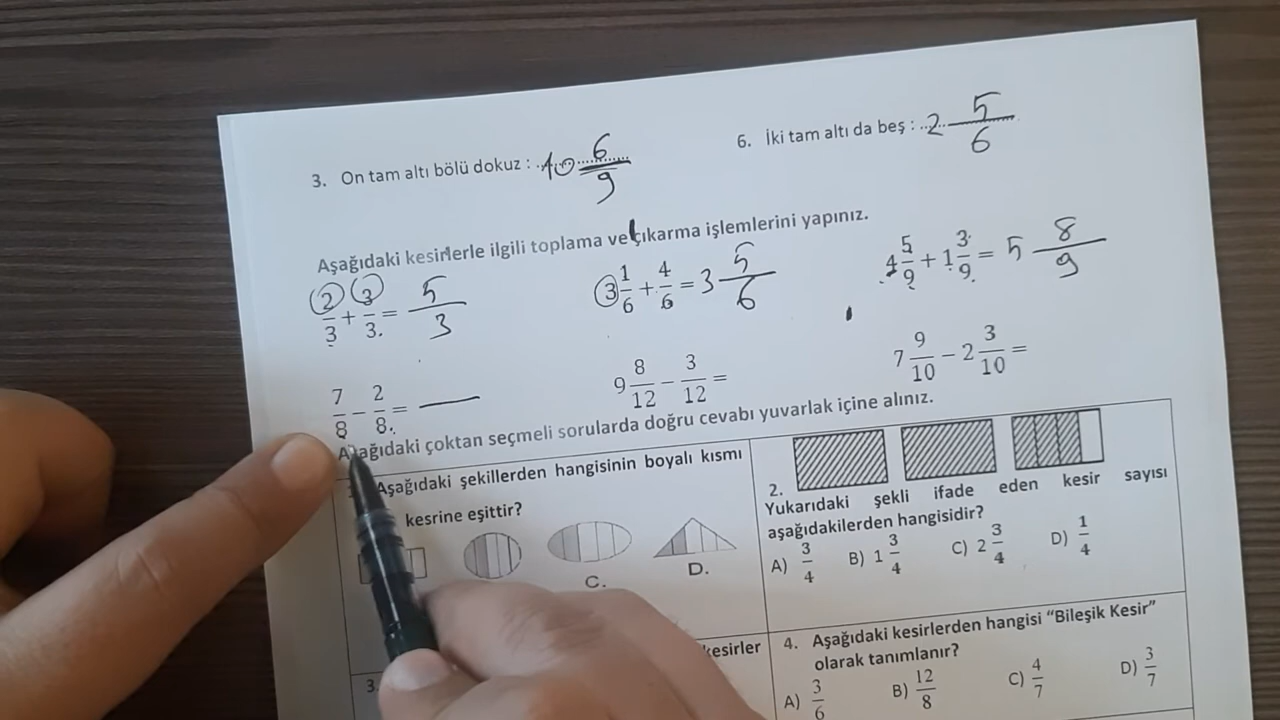 3. On tam altı bölü dokuz : 10 6/9
6. İki tam altı da beş : 2 5/6
Aşağıdaki kesirlerle ilgili toplama ve çıkarma işlemlerini yapınız.
2/3 + 3/3 = 5/3
3 1/6 + 4/6 = 3 5/6
4 5/9 + 1 3/9 = 5 8/9
7/8 − 2/8 =
9 8/12 − 3/12 =
7 9/10 − 2 3/10 =
Aşağıdaki çoktan seçmeli sorularda doğru cevabı yuvarlak içine alınız.
Aşağıdaki şekillerden hangisinin boyalı kısmı
kesrine eşittir?
C.
D.
2.
Yukarıdaki şekli ifade eden kesir sayısı
aşağıdakilerden hangisidir?
A) 3/4 B) 1 3/4 C) 2 3/4 D) 1/4
3.
kesirler
4. Aşağıdaki kesirlerden hangisi “Bileşik Kesir”
olarak tanımlanır?
A) 3/6 B) 12/8 C) 4/7 D) 3/7